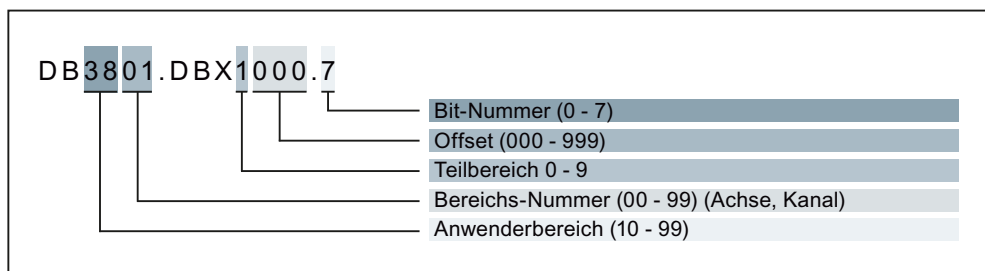 DB3801.DBX1000.7
Bit-Nummer (0 - 7)
Offset (000 - 999)
Teilbereich 0 - 9
Bereichs-Nummer (00 - 99) (Achse, Kanal)
Anwenderbereich (10 - 99)